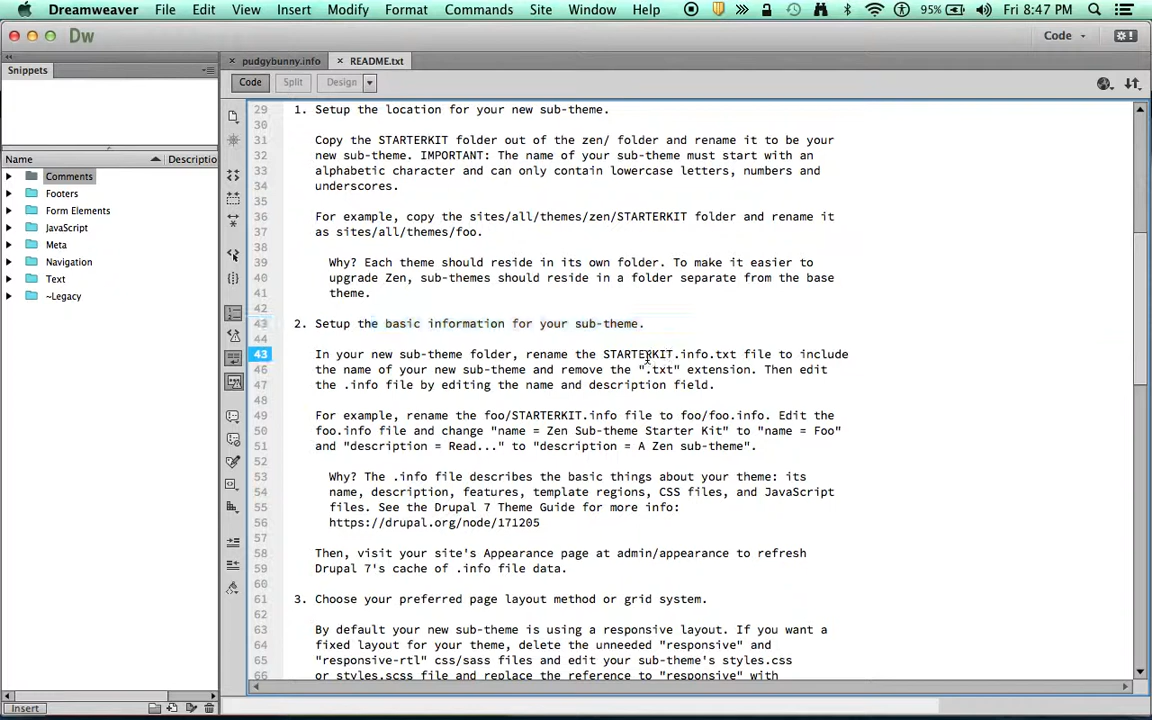 Dreamweaver File Edit View Insert Modify Format Commands Site Window Help 95% Fri 8:47 PM
Dw Code
pudgybunny.info README.txt
Snippets
Code Split Design
Name Descriptio
Comments
Footers
Form Elements
JavaScript
Meta
Navigation
Text
~Legacy
Insert
29 1. Setup the location for your new sub-theme.
30
31 Copy the STARTERKIT folder out of the zen/ folder and rename it to be your
32 new sub-theme. IMPORTANT: The name of your sub-theme must start with an
33 alphabetic character and can only contain lowercase letters, numbers and
34 underscores.
35
36 For example, copy the sites/all/themes/zen/STARTERKIT folder and rename it
37 as sites/all/themes/foo.
38
39 Why? Each theme should reside in its own folder. To make it easier to
40 upgrade Zen, sub-themes should reside in a folder separate from the base
41 theme.
42
43 2. Setup the basic information for your sub-theme.
44
43 In your new sub-theme folder, rename the STARTERKIT.info.txt file to include
46 the name of your new sub-theme and remove the ".txt" extension. Then edit
47 the .info file by editing the name and description field.
48
49 For example, rename the foo/STARTERKIT.info file to foo/foo.info. Edit the
50 foo.info file and change "name = Zen Sub-theme Starter Kit" to "name = Foo"
51 and "description = Read..." to "description = A Zen sub-theme".
52
53 Why? The .info file describes the basic things about your theme: its
54 name, description, features, template regions, CSS files, and JavaScript
55 files. See the Drupal 7 Theme Guide for more info:
56 https://drupal.org/node/171205
57
58 Then, visit your site's Appearance page at admin/appearance to refresh
59 Drupal 7's cache of .info file data.
60
61 3. Choose your preferred page layout method or grid system.
62
63 By default your new sub-theme is using a responsive layout. If you want a
64 fixed layout for your theme, delete the unneeded "responsive" and
65 "responsive-rtl" css/sass files and edit your sub-theme's styles.css
66 or styles.scss file and replace the reference to "responsive" with